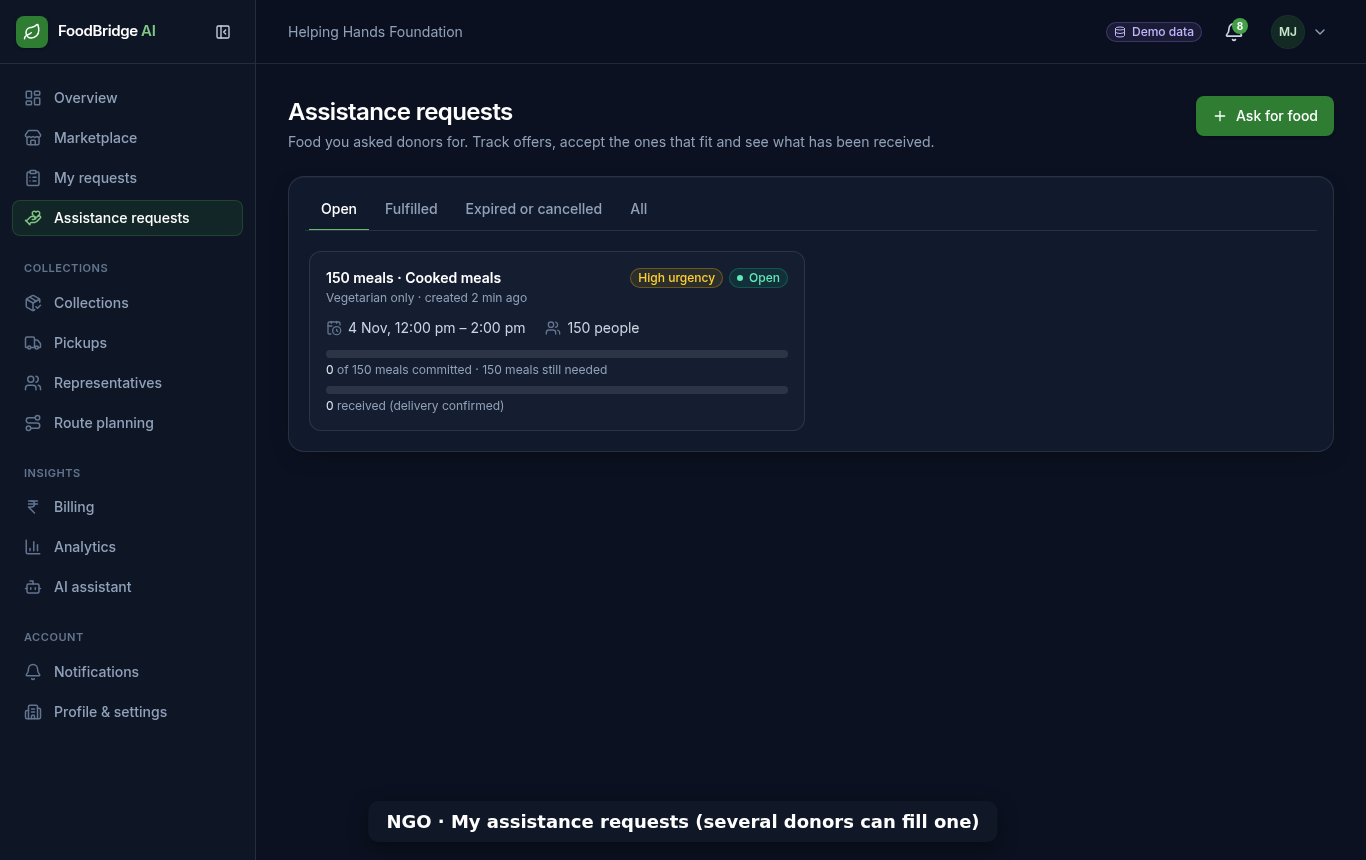 FoodBridge AI
Helping Hands Foundation
Demo data
8
MJ
Overview
Marketplace
My requests
Assistance requests
COLLECTIONS
Collections
Pickups
Representatives
Route planning
INSIGHTS
Billing
Analytics
AI assistant
ACCOUNT
Notifications
Profile & settings
Assistance requests
Food you asked donors for. Track offers, accept the ones that fit and see what has been received.
Ask for food
Open Fulfilled Expired or cancelled All
150 meals · Cooked meals
High urgency
Open
Vegetarian only · created 2 min ago
4 Nov, 12:00 pm – 2:00 pm 150 people
0 of 150 meals committed · 150 meals still needed
0 received (delivery confirmed)
NGO · My assistance requests (several donors can fill one)